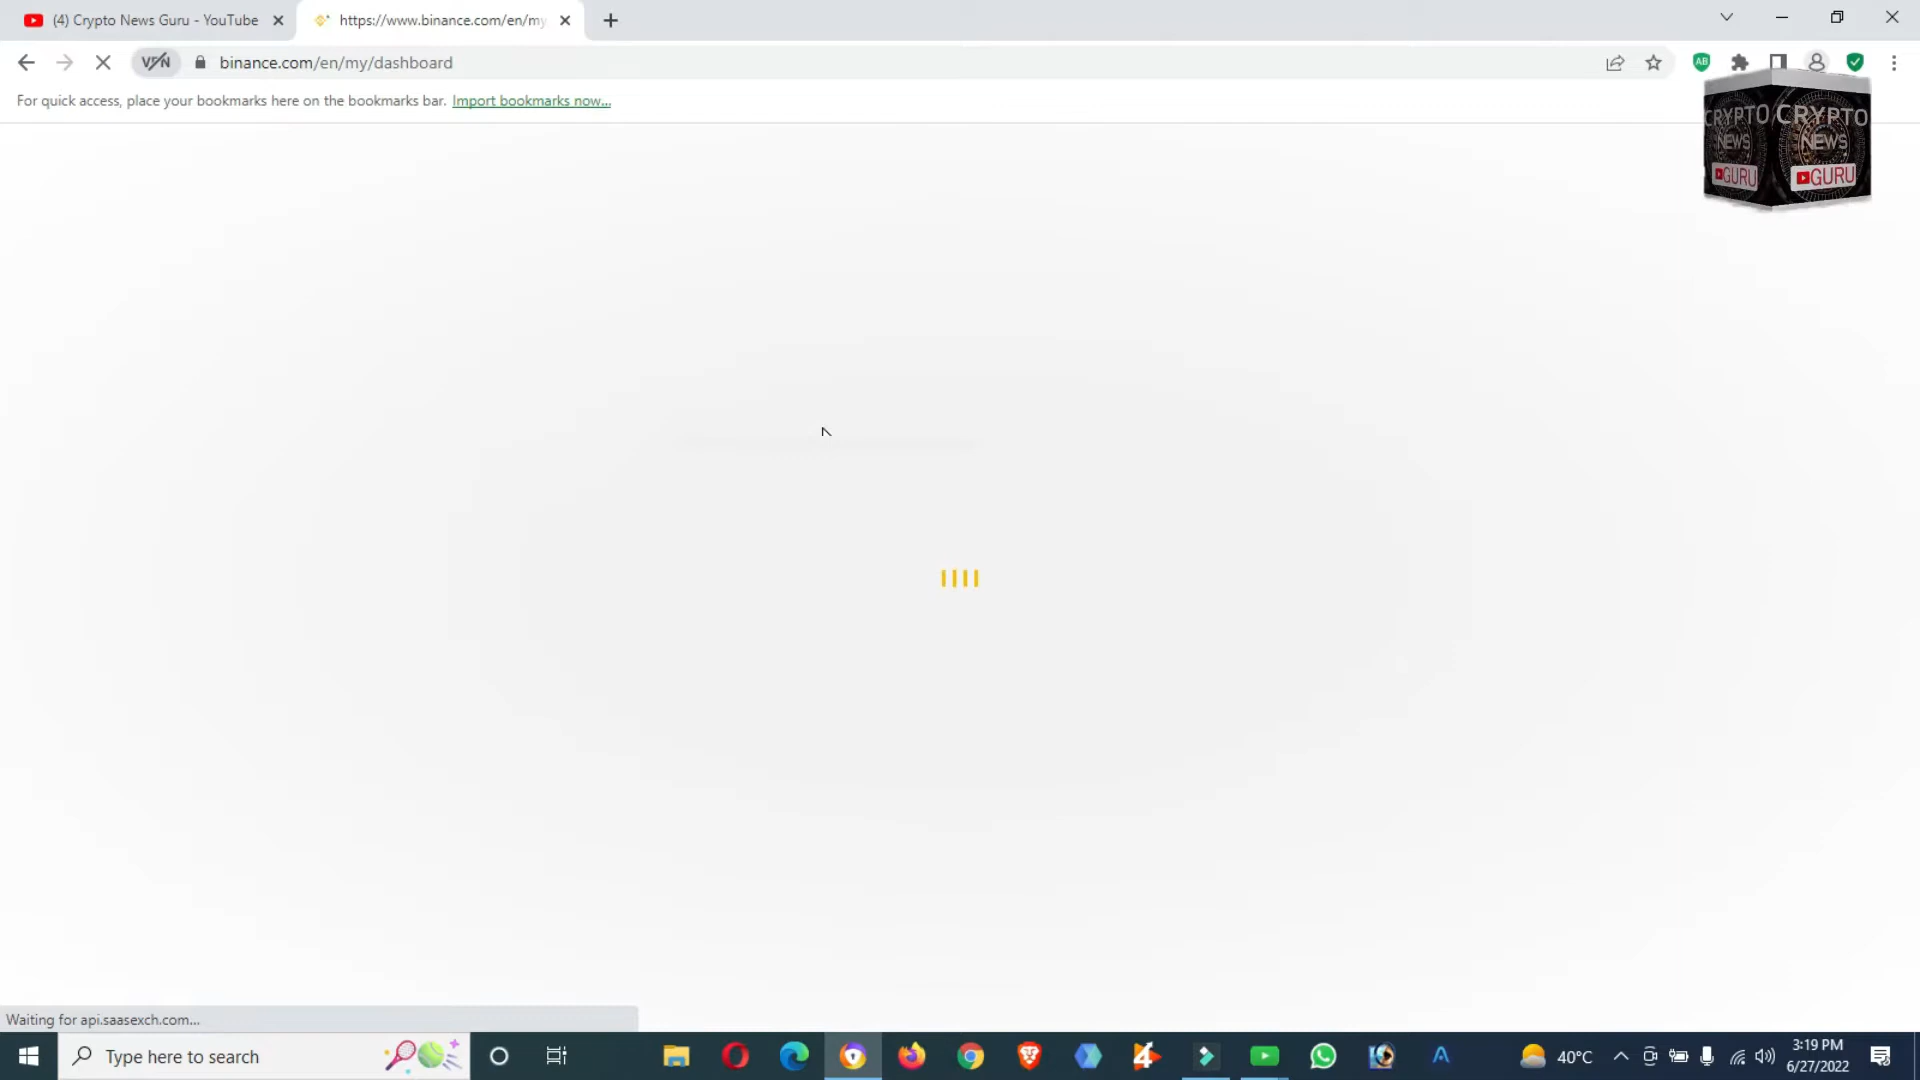 (4) Crypto News Guru - YouTube
https://www.binance.com/en/my
VPN
binance.com/en/my/dashboard
AB
For quick access, place your bookmarks here on the bookmarks bar. Import bookmarks now...
CRYPTO NEWS GURU
CRYPTO NEWS GURU
Waiting for api.saasexch.com...
Type here to search
40°C
3:19 PM
6/27/2022